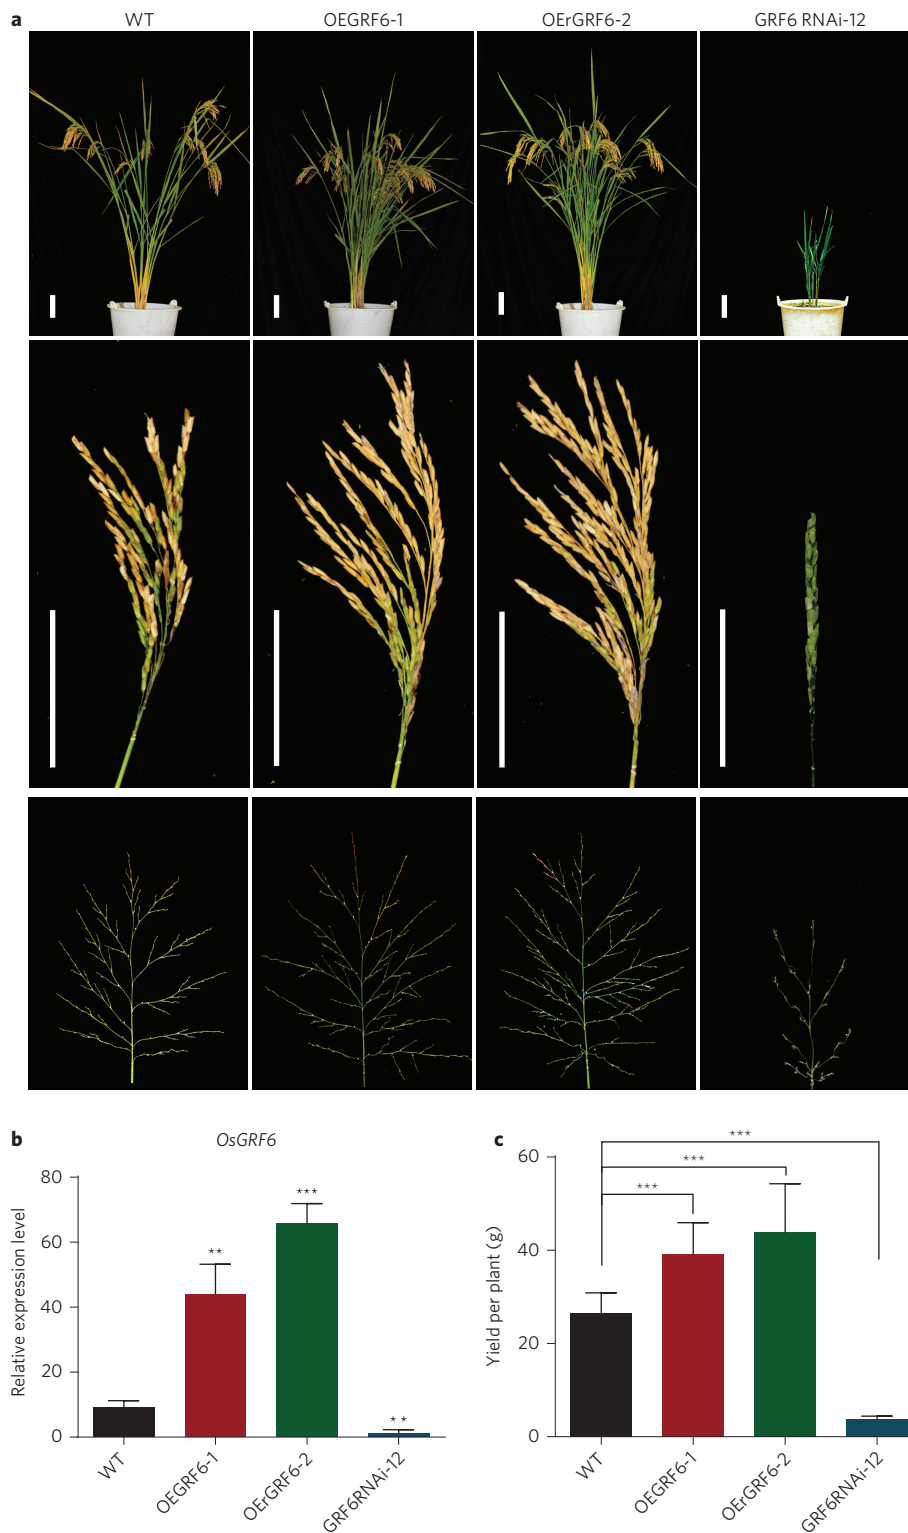 a
WT
OEGRF6-1
OErGRF6-2
GRF6 RNAi-12
b
OsGRF6
Relative expression level
80
60
40
20
0
**
***
* *
WT
OEGRF6-1
OErGRF6-2
GRF6RNAi-12
c
Yield per plant (g)
60
40
20
0
***
***
***
WT
OEGRF6-1
OErGRF6-2
GRF6RNAi-12